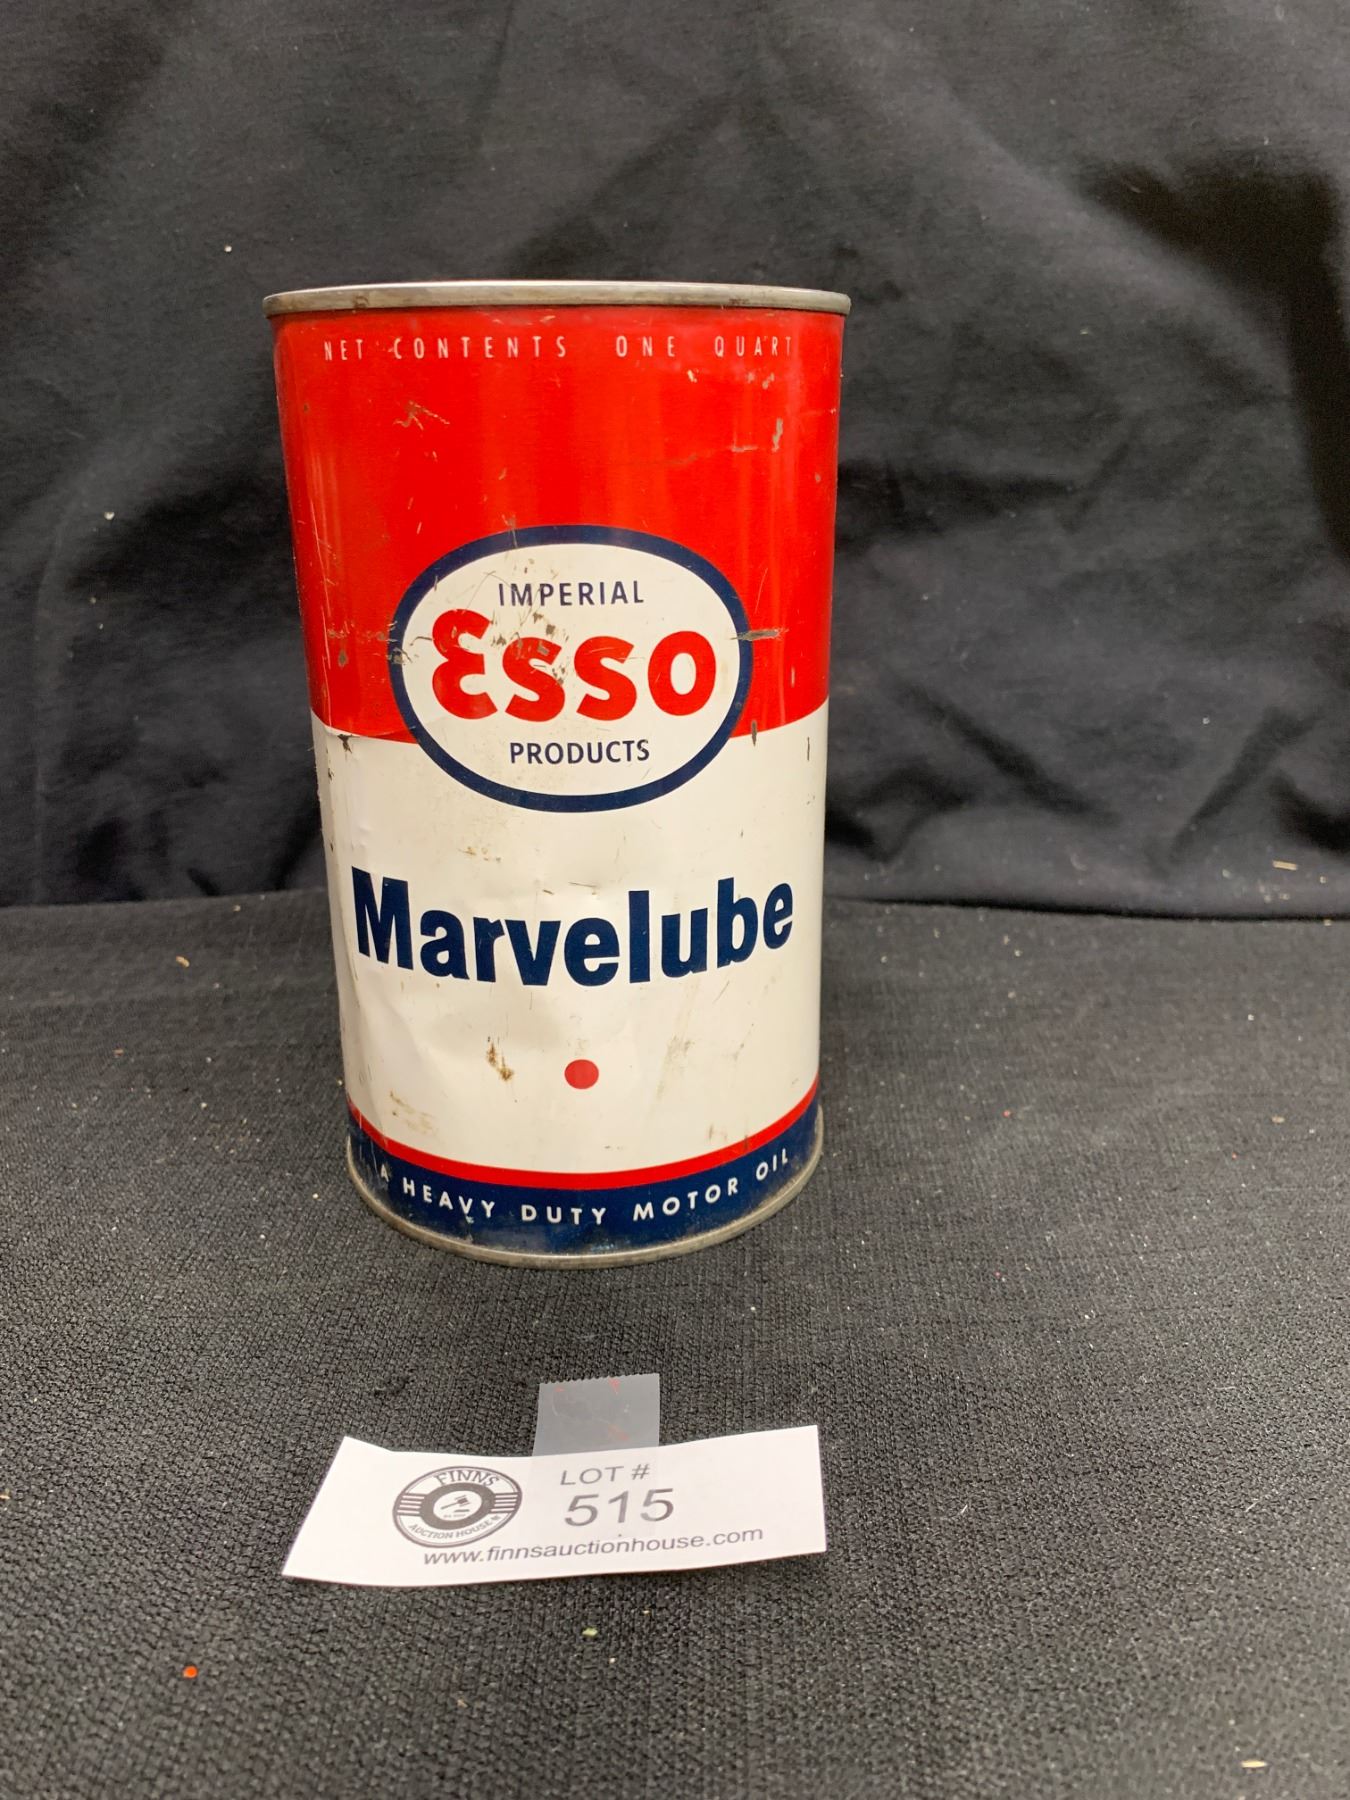 NET CONTENTS ONE QUART
IMPERIAL
Esso
PRODUCTS
Marvelube
A HEAVY DUTY MOTOR OIL
FINNS
AUCTION HOUSE
LOT #
515
www.finnsauctionhouse.com